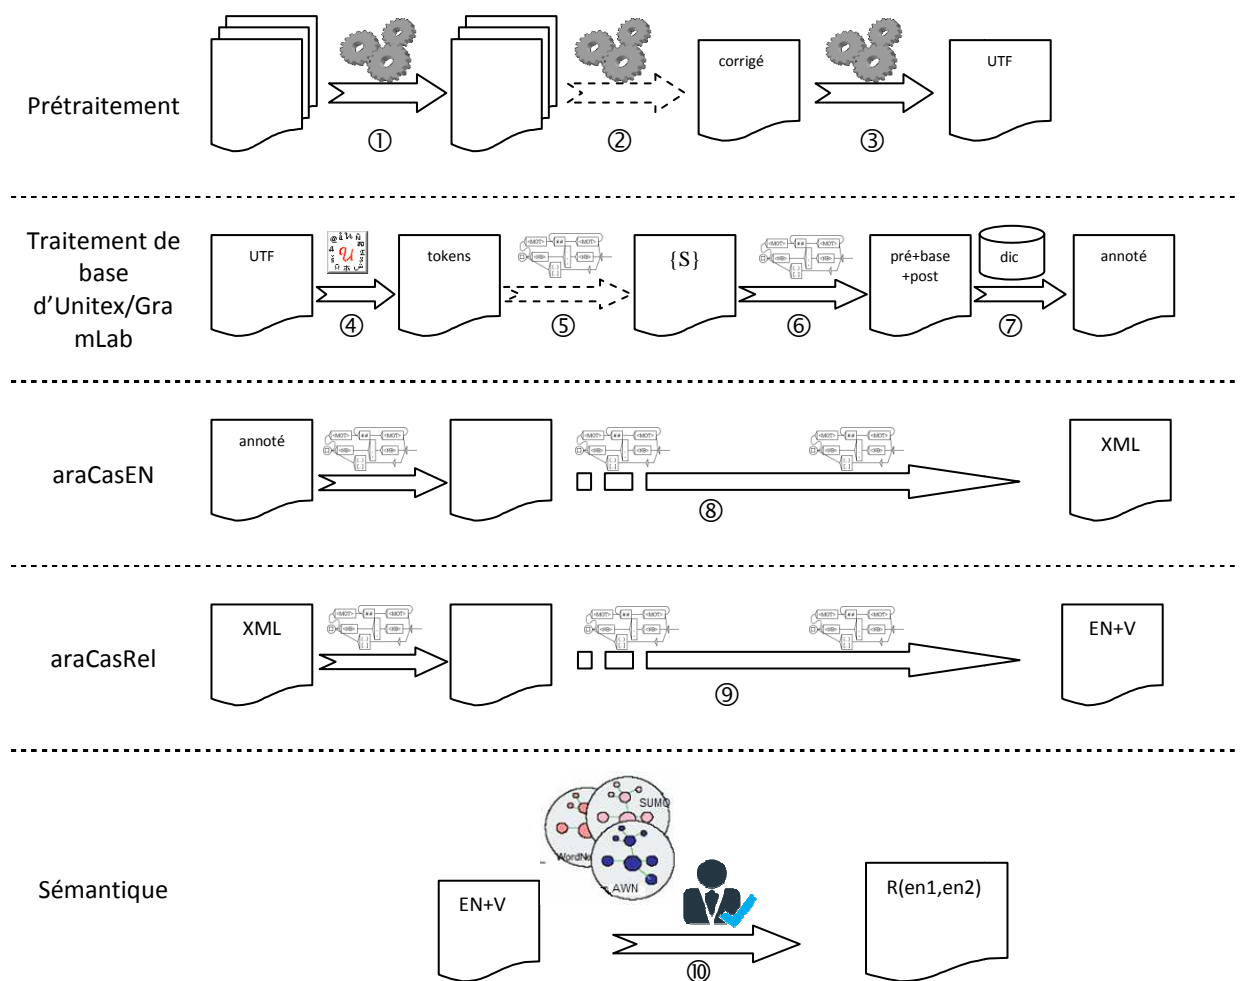 Prétraitement
corrigé
UTF
①
②
③
Traitement de
base
d'Unitex/Gra
mLab
UTF
tokens
{S}
pré+base
+post
dic
annoté
④
⑤
⑥
⑦
araCasEN
annoté
XML
⑧
araCasRel
XML
EN+V
⑨
Sémantique
SUMO
WordNe
AWN
EN+V
R(en1,en2)
⑩